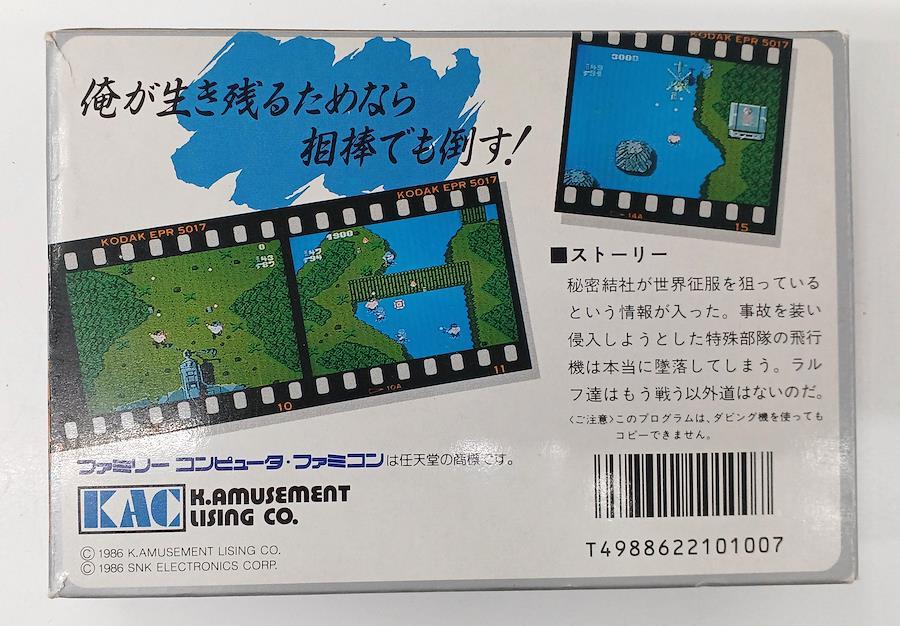 俺が生き残るためなら
相棒でも倒す!
KODAK EPR 5017
3000
14A
15
KODAK EPR 5017
KODAK EPR 5017
0
1900
10
10A
11
■ストーリー
秘密結社が世界征服を狙っている
という情報が入った。事故を装い
侵入しようとした特殊部隊の飛行
機は本当に墜落してしまう。ラル
フ達はもう戦う以外道はないのだ。
〈ご注意〉このプログラムは、ダビング機を使っても
コピーできません。
ファミリーコンピュータ・ファミコンは任天堂の商標です。
KAC K.AMUSEMENT
LISING CO.
© 1986 K.AMUSEMENT LISING CO.
© 1986 SNK ELECTRONICS CORP.
T4988622101007